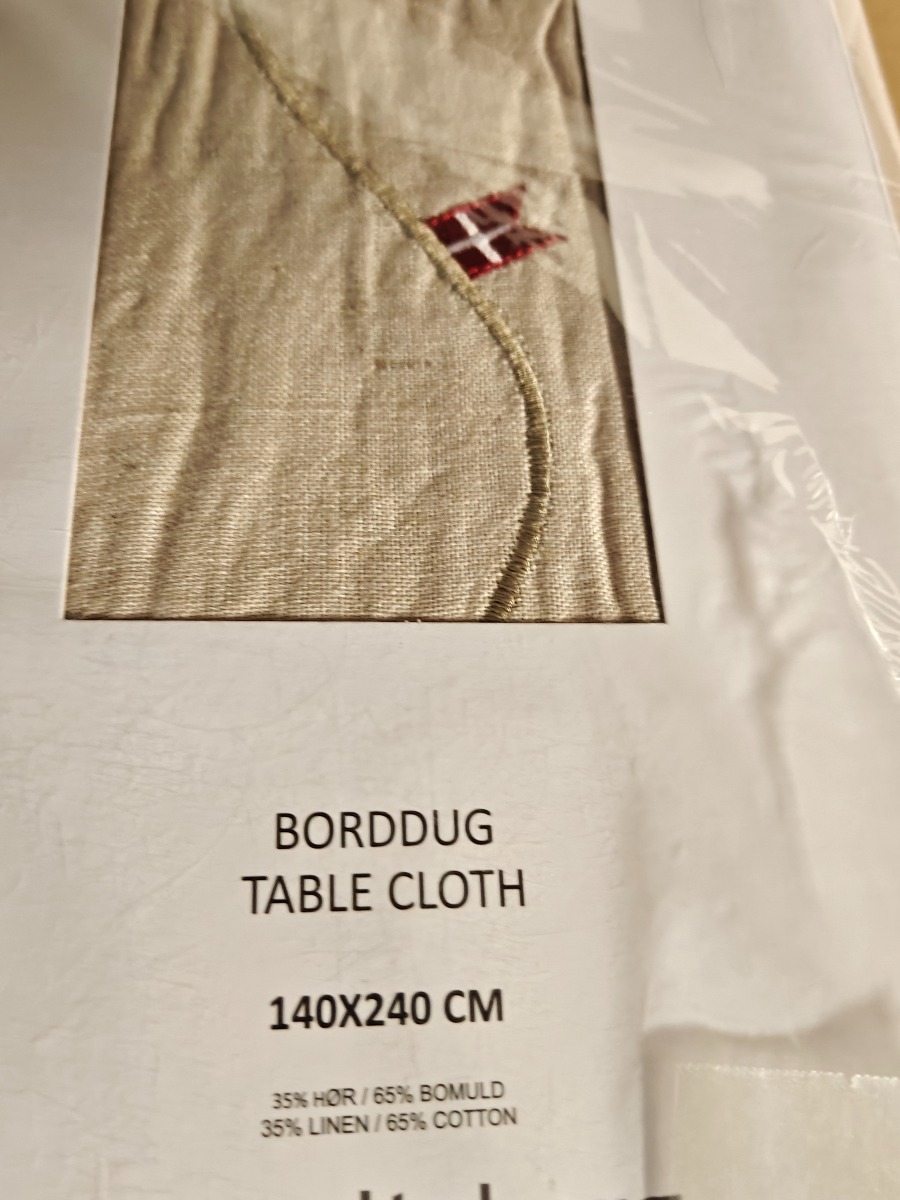 BORDDUG
TABLE CLOTH
140X240 CM
35% HØR / 65% BOMULD
35% LINEN / 65% COTTON